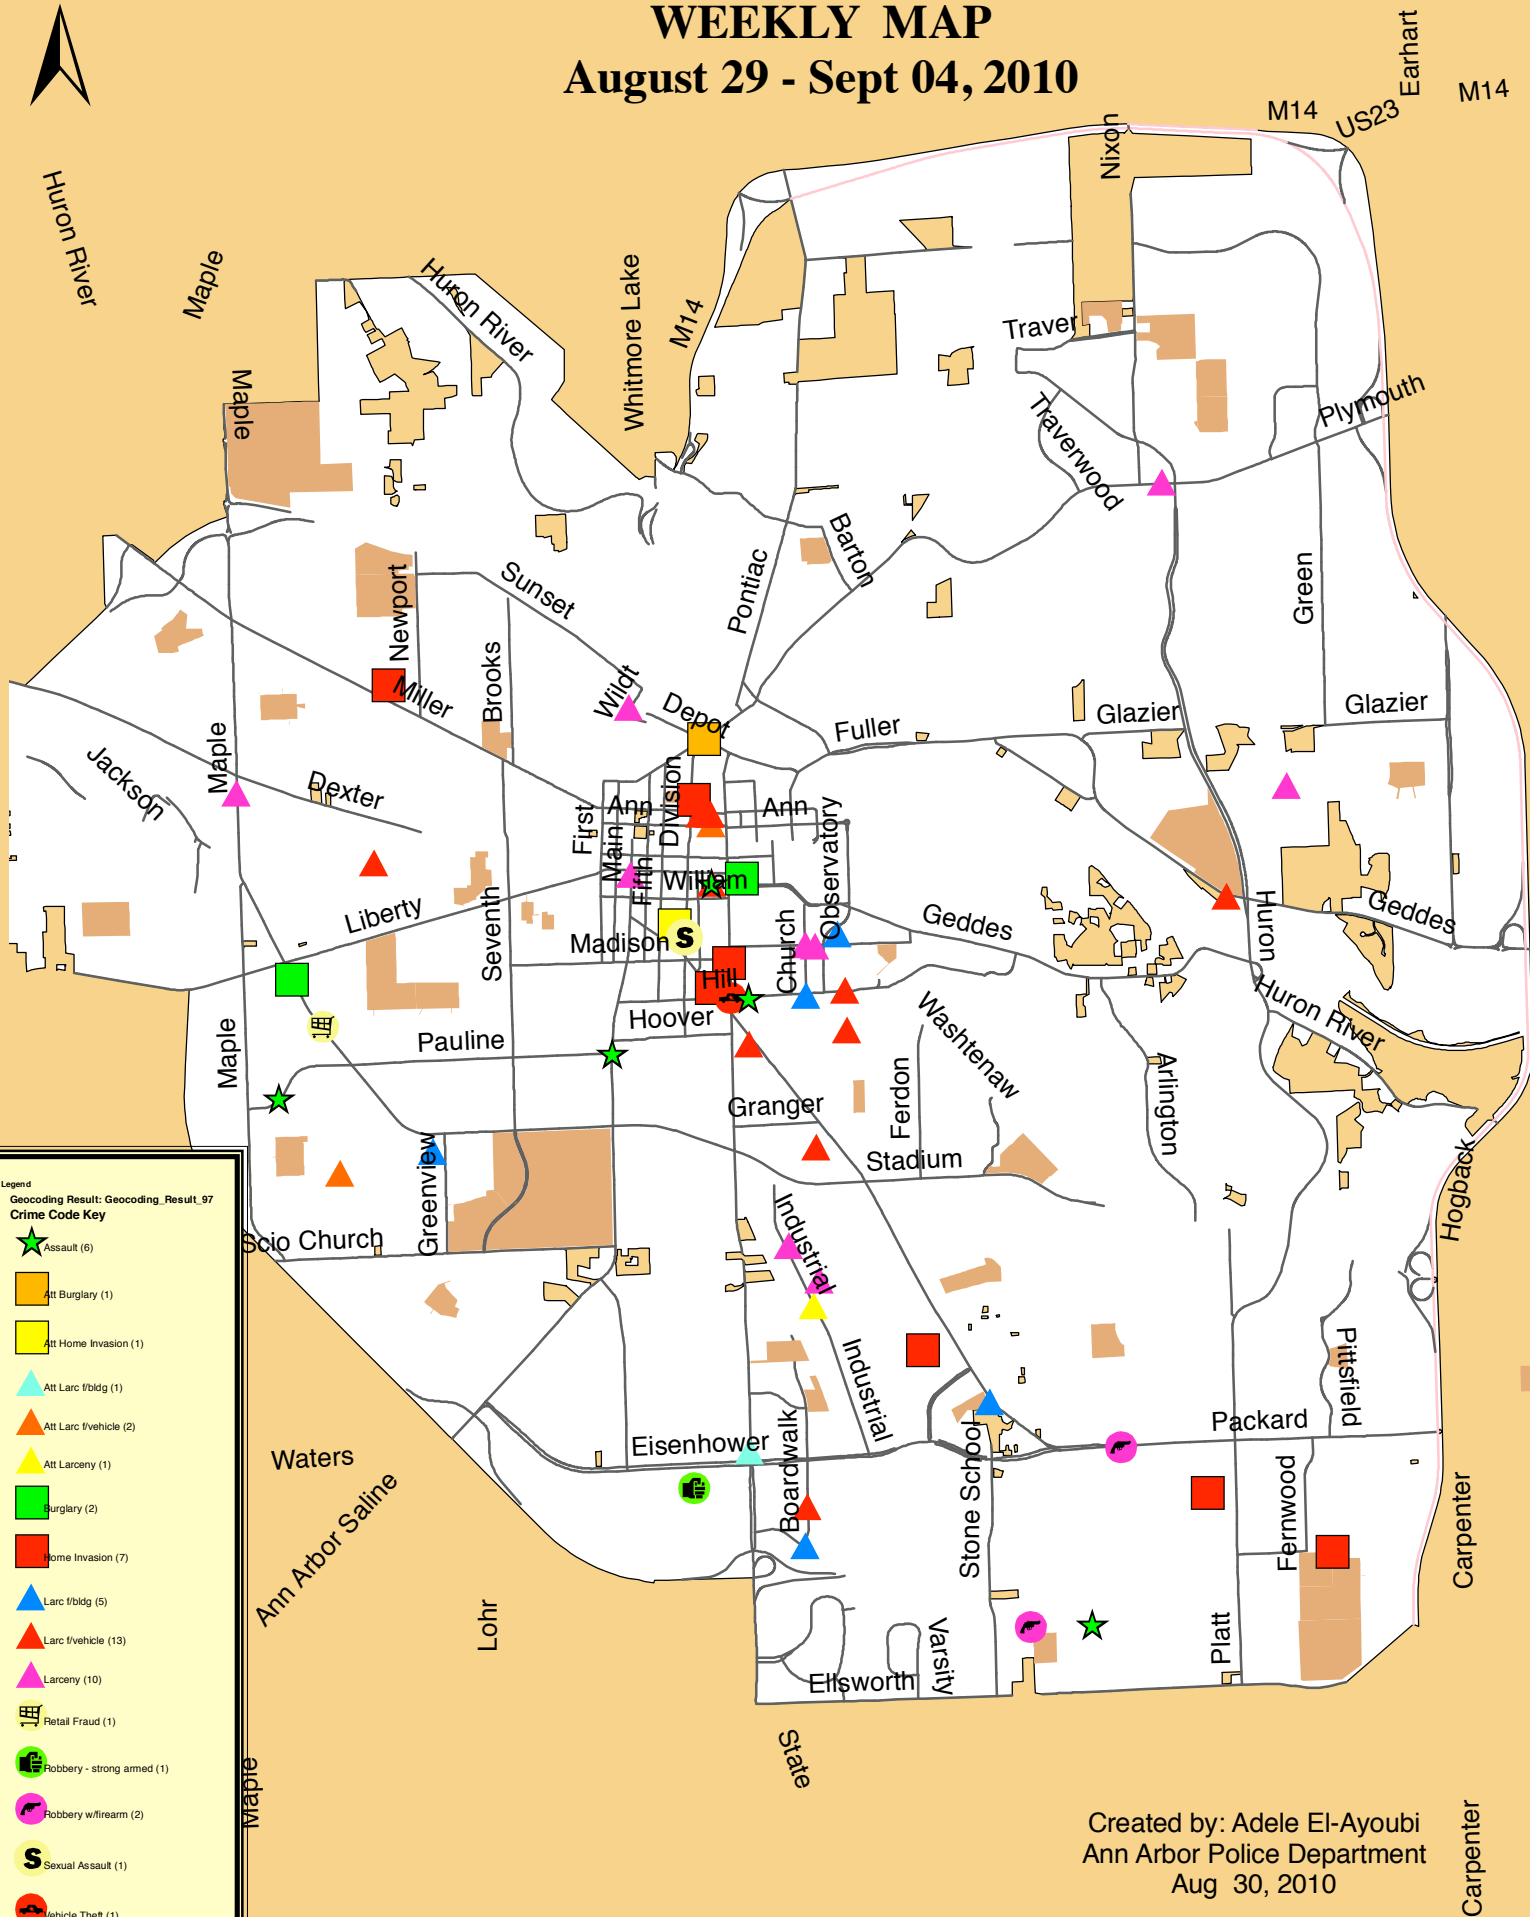 WEEKLY MAP
August 29 - Sept 04, 2010
Earhart
M14
M14
US23
Nixon
Huron River
Maple
Whitmore Lake
M14
Huron River
Traver
Maple
Plymouth
Traverwood
Barton
Pontiac
Sunset
Newport
Green
Brooks
Wildt
Miller
Depot
Fuller
Glazier
Glazier
Maple
Jackson
Dexter
Ann
Ann
Division
First
Main
Fifth
William
Observatory
Liberty
Seventh
Madison
Church
Geddes
Geddes
Huron
Hill
Hoover
Huron River
Washtenaw
Pauline
Maple
Ferdon
Arlington
Granger
Stadium
Greenview
Hogback
Scio Church
Industrial
Industrial
Pittsfield
Packard
Eisenhower
Boardwalk
Stone School
Fernwood
Waters
Ann Arbor Saline
Carpenter
Lohr
Varsity
Platt
Ellsworth
State
Maple
Carpenter
Legend
Geocoding Result: Geocoding_Result_97
Crime Code Key
Assault (6)
Att Burglary (1)
Att Home Invasion (1)
Att Larc f/bldg (1)
Att Larc f/vehicle (2)
Att Larceny (1)
Burglary (2)
Home Invasion (7)
Larc f/bldg (5)
Larc f/vehicle (13)
Larceny (10)
Retail Fraud (1)
Robbery - strong armed (1)
Robbery w/firearm (2)
S
Sexual Assault (1)
Vehicle Theft (1)
S
Created by: Adele El-Ayoubi
Ann Arbor Police Department
Aug 30, 2010